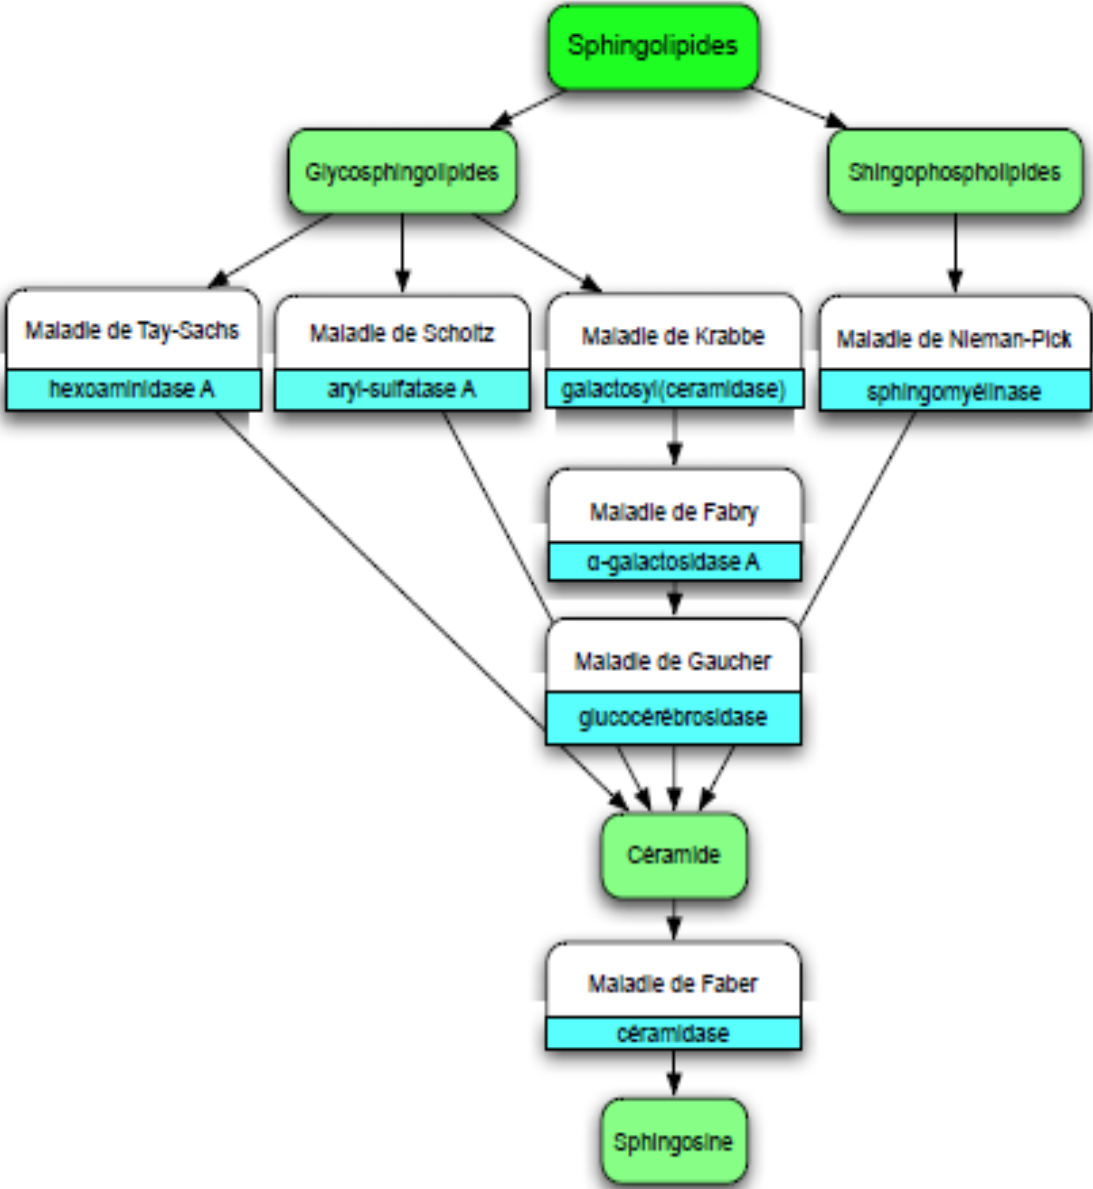 Sphingolipides
Glycosphingolipides
Shingophospholipides
Maladie de Tay-Sachs
hexoaminidase A
Maladie de Scholtz
aryl-sulfatase A
Maladie de Krabbe
galactosyl(ceramidase)
Maladie de Nieman-Pick
sphingomyélinase
Maladie de Fabry
α-galactosidase A
Maladie de Gaucher
glucocérébrosidase
Céramide
Maladie de Faber
céramidase
Sphingosine